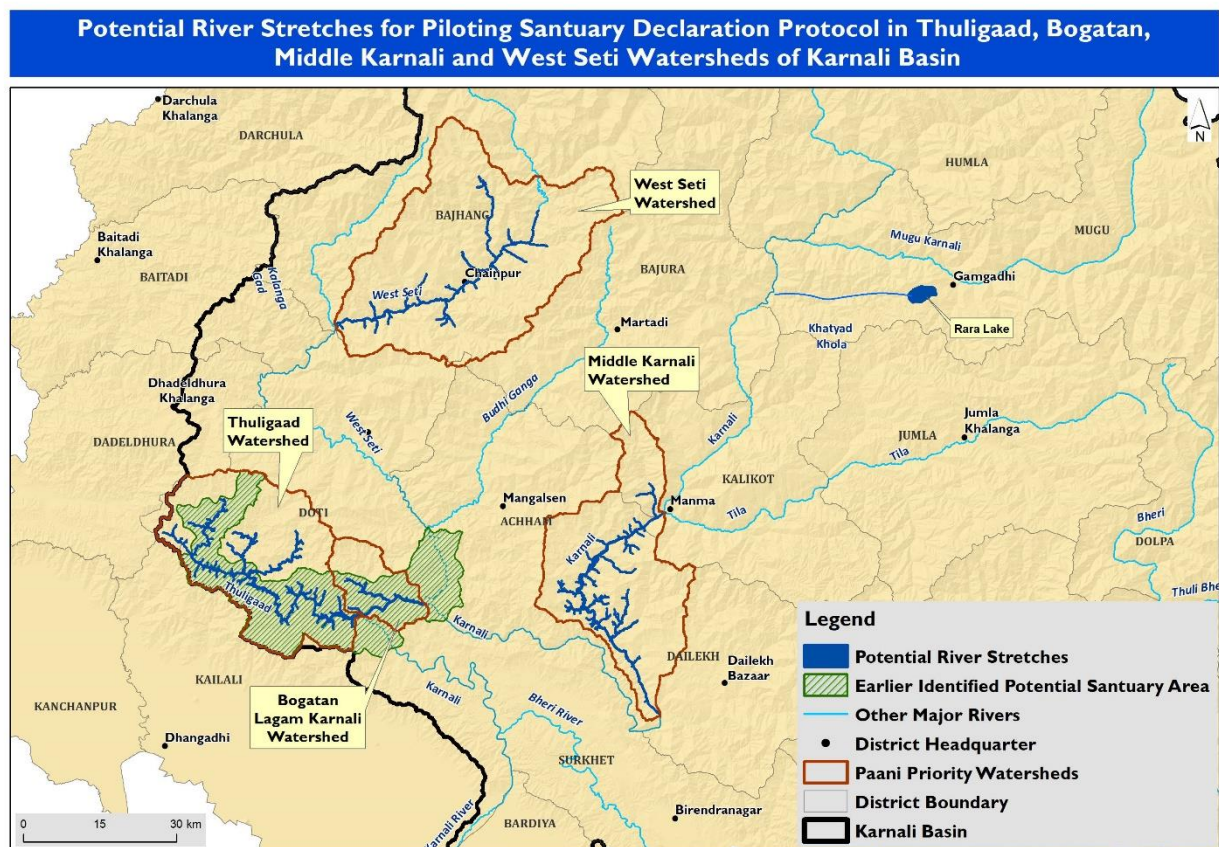 Potential River Stretches for Piloting Santuary Declaration Protocol in Thuligaad, Bogatan,
Middle Karnali and West Seti Watersheds of Karnali Basin
N
Darchula
Khalanga
DARCHULA
HUMLA
West Seti
Watershed
BAJHANG
MUGU
Baitadi
Khalanga
Mugu Karnali
BAITADI
Kalanga
Gad
BAJURA
Gamgadhi
Chainpur
West Seti
Rara Lake
Martadi
Khatyad
Khola
Middle Karnali
Watershed
Dhadeldhura
Khalanga
Budhi Ganga
Karnali
Thuligaad
Watershed
West Seti
Jumla
Khalanga
DADELDHURA
JUMLA
Tila
KALIKOT
Mangalsen
Manma
DOTI
ACHHAM
Tila
Bheri
DOLPA
Karnali
Thuligaad
Thuli Bhe
Karnali
DAILEKH
Dailekh
Bazaar
KAILALI
Karnali
Bheri River
KANCHANPUR
Bogatan
Lagam Karnali
Watershed
Dhangadhi
SURKHET
Birendranagar
Karnali River
BARDIYA
0 15 30 km
Legend
Potential River Stretches
Earlier Identified Potential Santuary Area
Other Major Rivers
District Headquarter
Paani Priority Watersheds
District Boundary
Karnali Basin